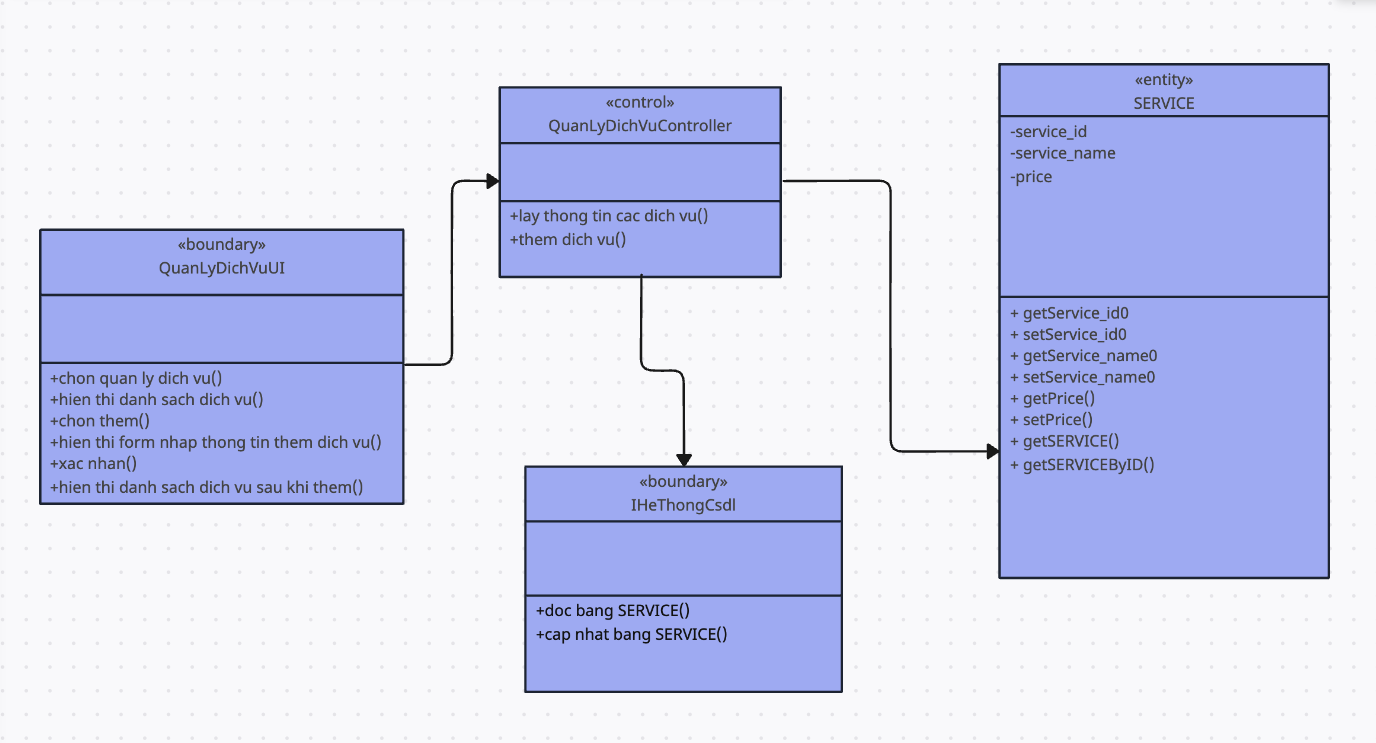 «control»
QuanLyDichVuController
+lay thong tin cac dich vu()
+them dich vu()
«entity»
SERVICE
-service_id
-service_name
-price
+ getService_id0
+ setService_id0
+ getService_name0
+ setService_name0
+ getPrice()
+ setPrice()
+ getSERVICE()
+ getSERVICEByID()
«boundary»
QuanLyDichVuUI
+chon quan ly dich vu()
+hien thi danh sach dich vu()
+chon them()
+hien thi form nhap thong tin them dich vu()
+xac nhan()
+hien thi danh sach dich vu sau khi them()
«boundary»
IHeThongCsdl
+doc bang SERVICE()
+cap nhat bang SERVICE()